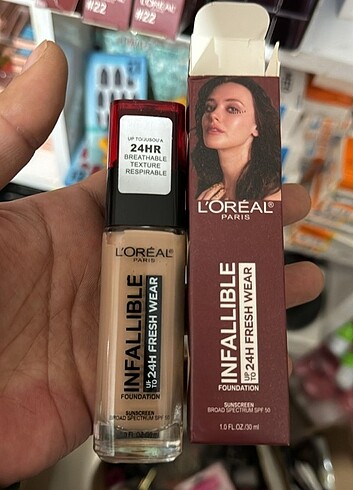 #22
#22
UP TO/JUSQU'A
24HR
BREATHABLE
TEXTURE
RESPIRABLE
L'ORÉAL
PARIS
INFALLIBLE
UP TO 24H FRESH WEAR
FOUNDATION
SUNSCREEN
BROAD SPECTRUM SPF 50
L'ORÉAL®
PARIS
INFALLIBLE
UP TO 24H FRESH WEAR
FOUNDATION
SUNSCREEN
BROAD SPECTRUM SPF 50
1.0 FL.OZ./30 ml